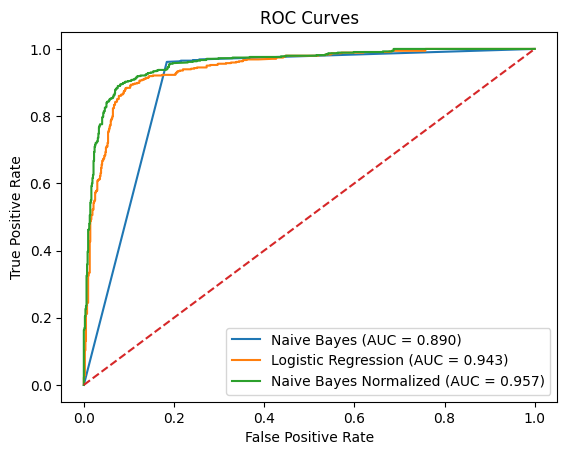 ROC Curves
True Positive Rate
1.0
0.8
0.6
0.4
0.2
0.0
Naive Bayes (AUC = 0.890)
Logistic Regression (AUC = 0.943)
Naive Bayes Normalized (AUC = 0.957)
0.0 0.2 0.4 0.6 0.8 1.0
False Positive Rate